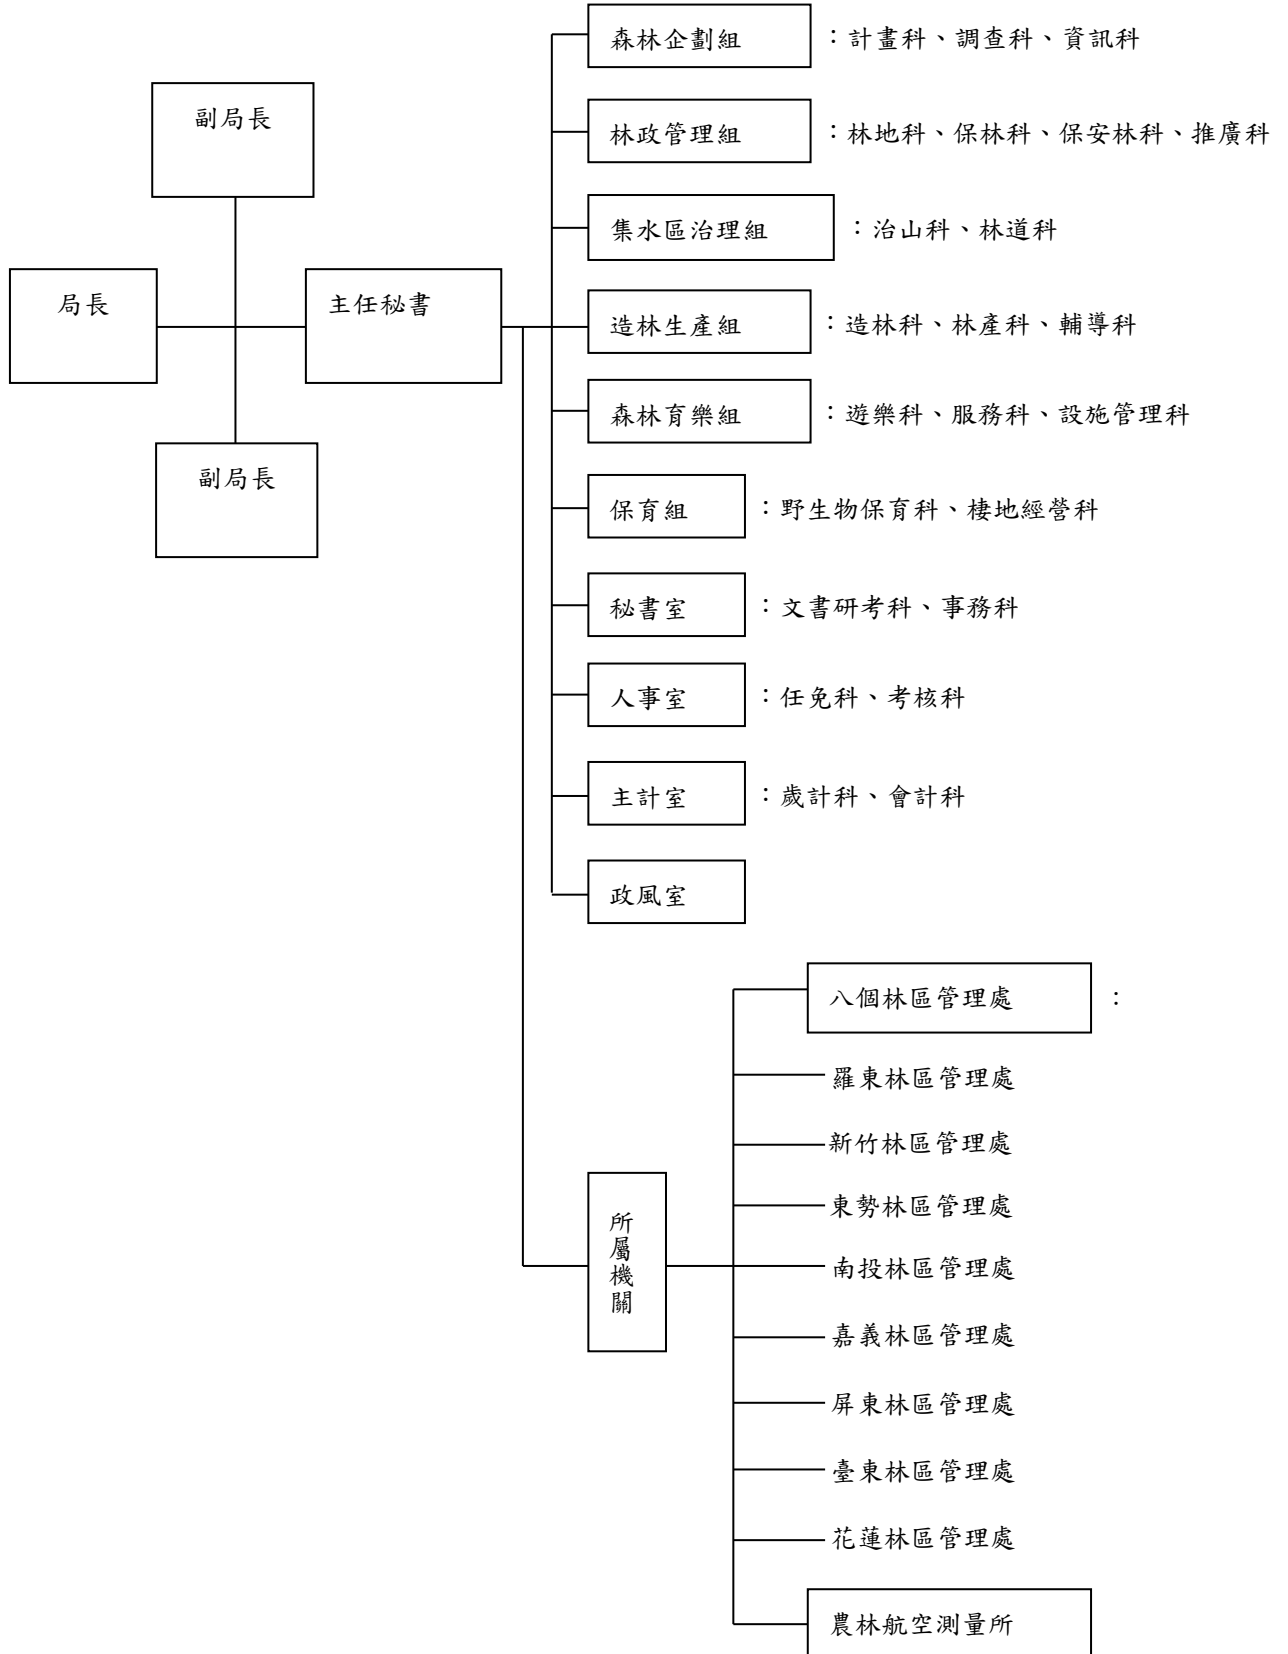 森林企劃組 ：計畫科、調查科、資訊科
副局長
林政管理組 ：林地科、保林科、保安林科、推廣科
集水區治理組 ：治山科、林道科
局長
主任秘書
造林生產組 ：造林科、林產科、輔導科
森林育樂組 ：遊樂科、服務科、設施管理科
副局長
保育組 ：野生物保育科、棲地經營科
秘書室 ：文書研考科、事務科
人事室 ：任免科、考核科
主計室 ：歲計科、會計科
政風室
八個林區管理處 ：
羅東林區管理處
新竹林區管理處
東勢林區管理處
所屬機關
南投林區管理處
嘉義林區管理處
屏東林區管理處
臺東林區管理處
花蓮林區管理處
農林航空測量所